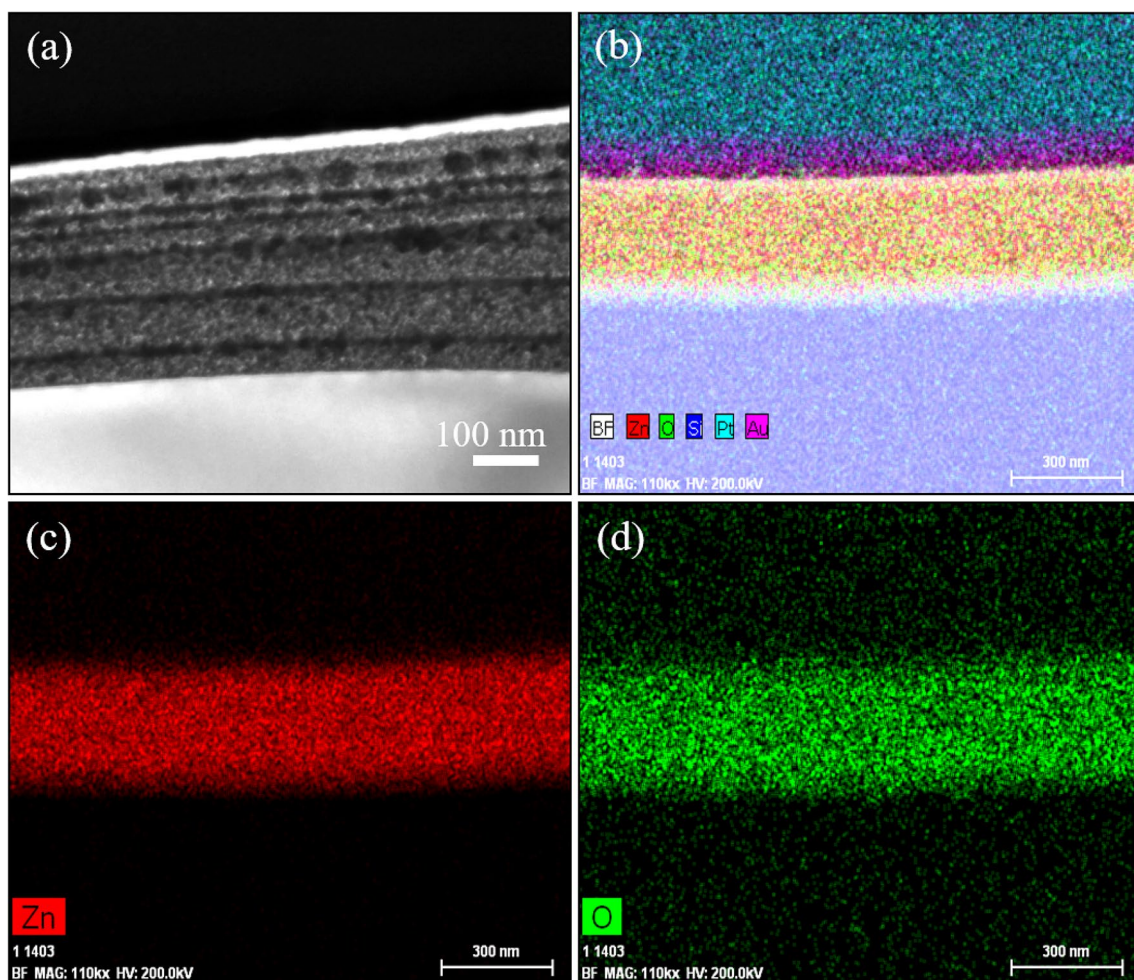 (a)
100 nm
(b)
BF Zn O Si Pt Au
1 1403
300 nm
BF MAG: 110kx HV: 200.0kV
(c)
Zn
1 1403
300 nm
BF MAG: 110kx HV: 200.0kV
(d)
O
1 1403
300 nm
BF MAG: 110kx HV: 200.0kV